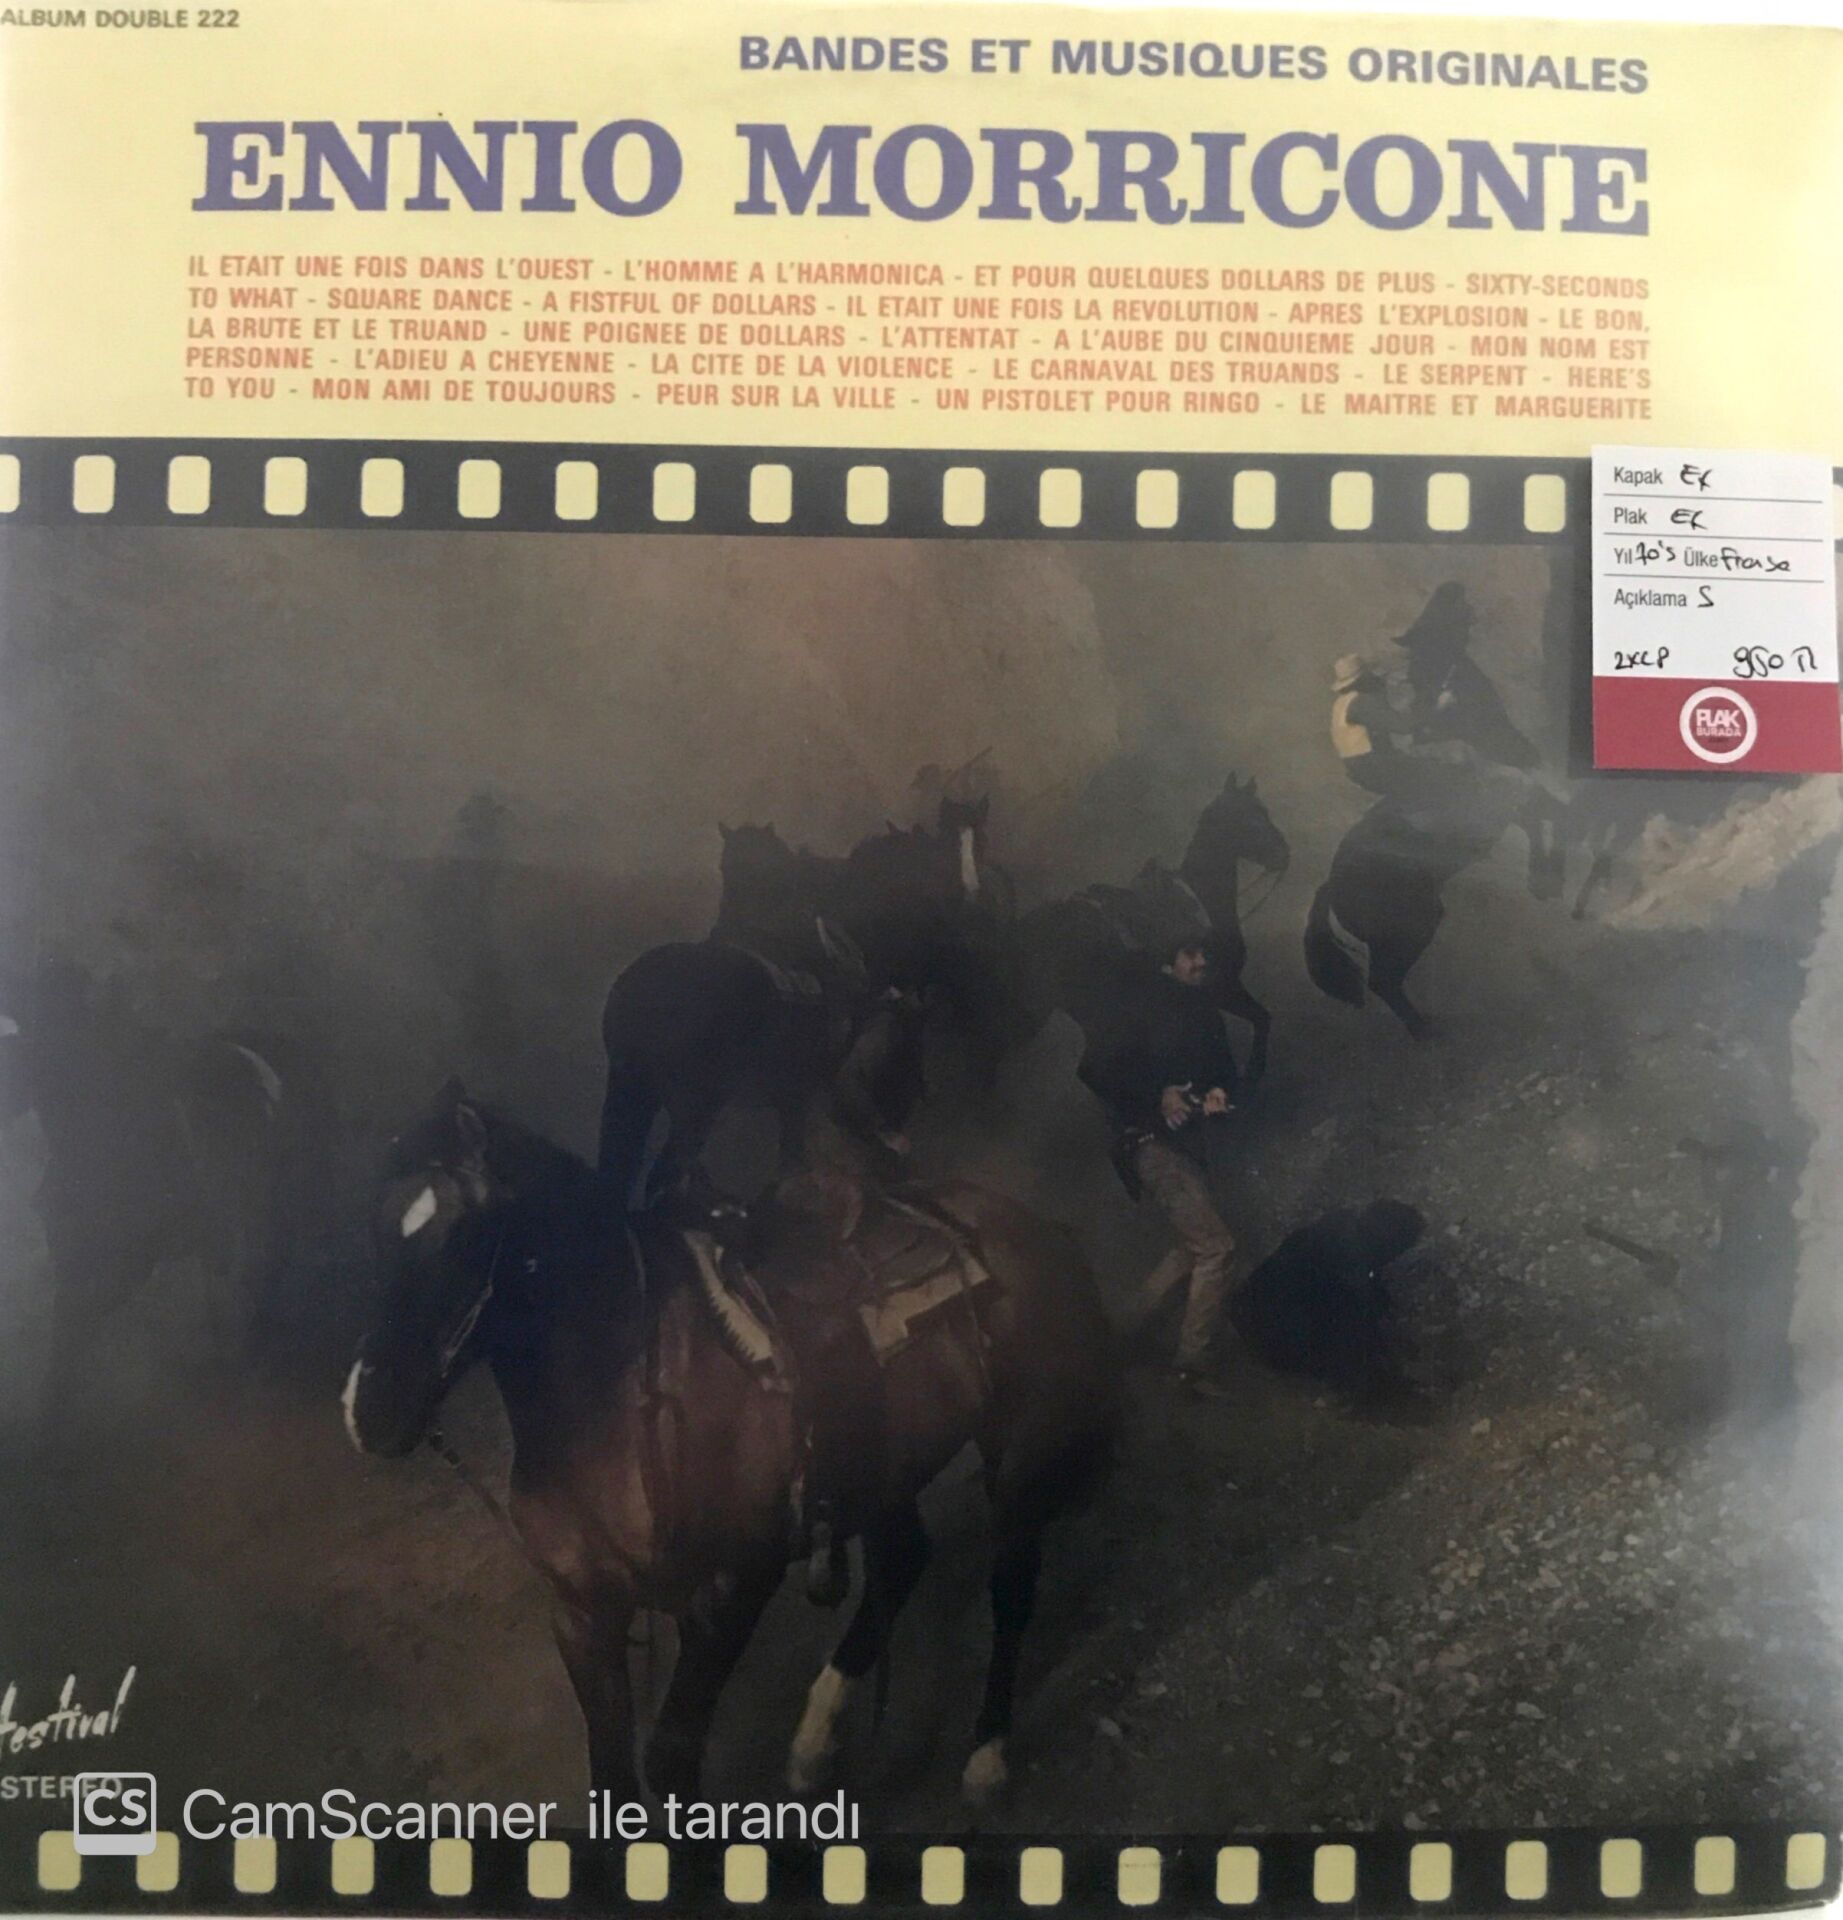 ALBUM DOUBLE 222
BANDES ET MUSIQUES ORIGINALES
ENNIO MORRICONE
IL ETAIT UNE FOIS DANS L'OUEST - L'HOMME A L'HARMONICA - ET POUR QUELQUES DOLLARS DE PLUS - SIXTY-SECONDS
TO WHAT - SQUARE DANCE - A FISTFUL OF DOLLARS - IL ETAIT UNE FOIS LA REVOLUTION - APRES L'EXPLOSION - LE BON,
LA BRUTE ET LE TRUAND - UNE POIGNEE DE DOLLARS - L'ATTENTAT - A L'AUBE DU CINQUIEME JOUR - MON NOM EST
PERSONNE - L'ADIEU A CHEYENNE - LA CITE DE LA VIOLENCE - LE CARNAVAL DES TRUANDS - LE SERPENT - HERE'S
TO YOU - MON AMI DE TOUJOURS - PEUR SUR LA VILLE - UN PISTOLET POUR RINGO - LE MAITRE ET MARGUERITE
Kapak EX
Plak EX
Yıl 70's Ülke Fransa
Açıklama S
2XLP 950 TL
PLAK
BURADA
festival
STEREO
CS CamScanner ile tarandı